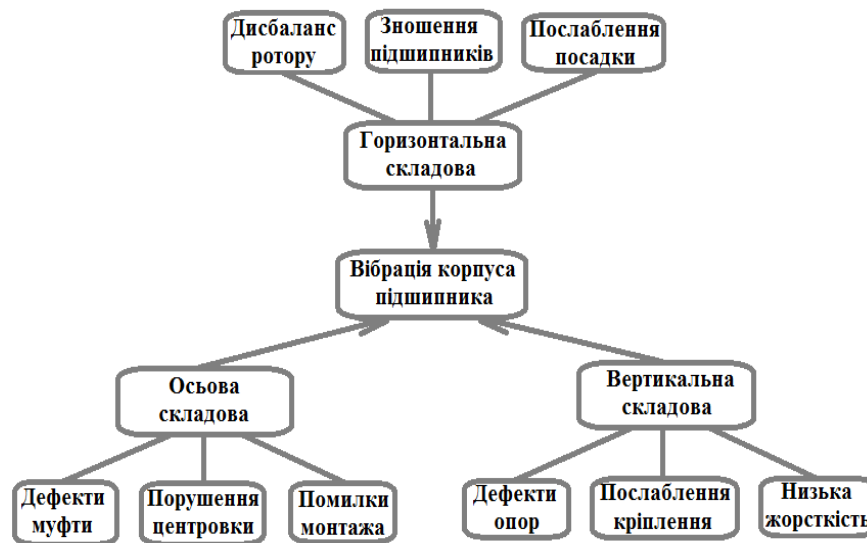 Дисбаланс
ротору
Зношення
підшипників
Послаблення
посадки
Горизонтальна
складова
Вібрація корпуса
підшипника
Осьова
складова
Вертикальна
складова
Дефекти
муфти
Порушення
центровки
Помилки
монтажа
Дефекти
опор
Послаблення
кріплення
Низька
жорсткість